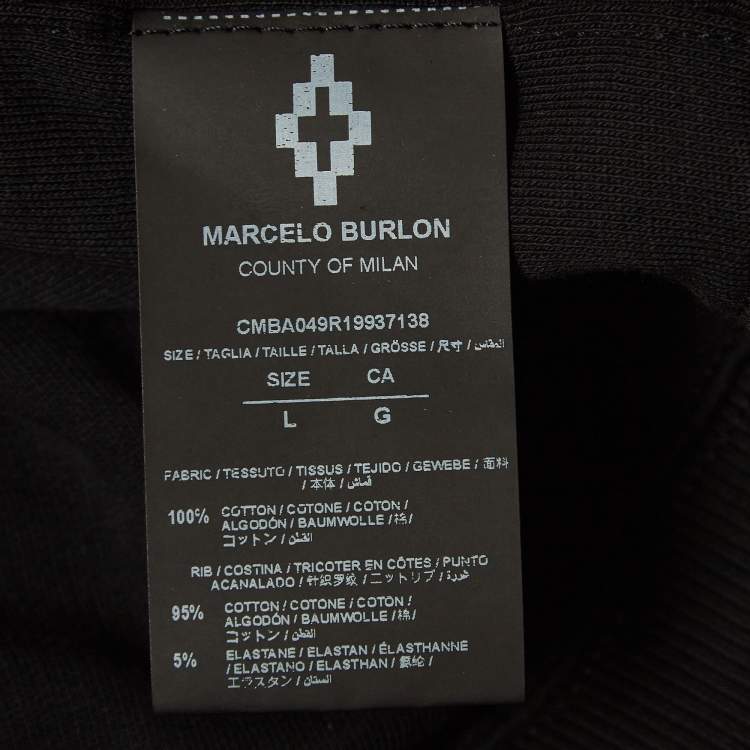 MARCELO BURLON
COUNTY OF MILAN
CMBA049R19937138
SIZE / TAGLIA / TAILLE / TALLA / GRÖSSE / 尺寸 / المقاس
SIZE CA
L G
FABRIC / TESSUTO / TISSUS / TEJIDO / GEWEBE / 面料
/ 本体 / قماش
100% COTTON / COTONE / COTON /
ALGODÓN / BAUMWOLLE / 棉 /
コットン / القطن
RIB / COSTINA / TRICOTER EN CÔTES / PUNTO
ACANALADO / 针织罗纹 / ニットリブ /
95% COTTON / COTONE / COTON /
ALGODÓN / BAUMWOLLE / 棉 /
コットン / القطن
5% ELASTANE / ELASTAN / ÉLASTHANNE
/ ELASTANO / ELASTHAN / 氨纶 /
エラスタン / الاستان